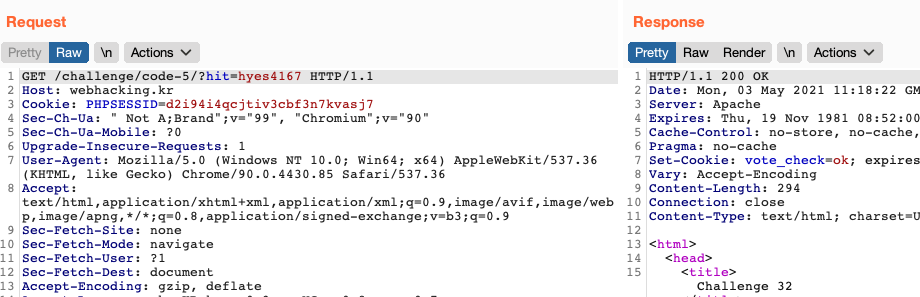 Request
Pretty Raw \n Actions
1 GET /challenge/code-5/?hit=hyes4167 HTTP/1.1
2 Host: webhacking.kr
3 Cookie: PHPSESSID=d2i94i4qcjtiv3cbf3n7kvasj7
4 Sec-Ch-Ua: " Not A;Brand";v="99", "Chromium";v="90"
5 Sec-Ch-Ua-Mobile: ?0
6 Upgrade-Insecure-Requests: 1
7 User-Agent: Mozilla/5.0 (Windows NT 10.0; Win64; x64) AppleWebKit/537.36
(KHTML, like Gecko) Chrome/90.0.4430.85 Safari/537.36
8 Accept:
text/html,application/xhtml+xml,application/xml;q=0.9,image/avif,image/web
p,image/apng,*/*;q=0.8,application/signed-exchange;v=b3;q=0.9
9 Sec-Fetch-Site: none
10 Sec-Fetch-Mode: navigate
11 Sec-Fetch-User: ?1
12 Sec-Fetch-Dest: document
13 Accept-Encoding: gzip, deflate
Response
Pretty Raw Render \n Actions
1 HTTP/1.1 200 OK
2 Date: Mon, 03 May 2021 11:18:22 GM
3 Server: Apache
4 Expires: Thu, 19 Nov 1981 08:52:00
5 Cache-Control: no-store, no-cache,
6 Pragma: no-cache
7 Set-Cookie: vote_check=ok; expires
8 Vary: Accept-Encoding
9 Content-Length: 294
10 Connection: close
11 Content-Type: text/html; charset=U
12
13 <html>
14 <head>
15 <title>
Challenge 32